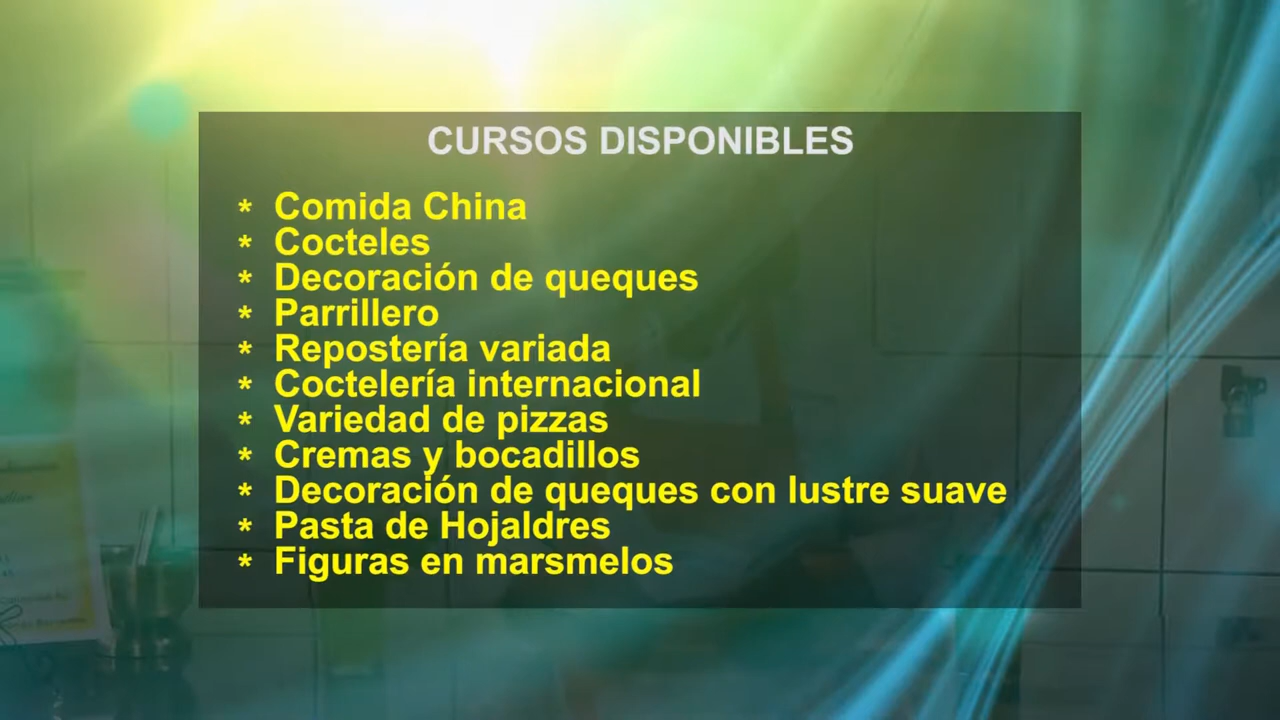 CURSOS DISPONIBLES
* Comida China
* Cocteles
* Decoración de queques
* Parrillero
* Repostería variada
* Coctelería internacional
* Variedad de pizzas
* Cremas y bocadillos
* Decoración de queques con lustre suave
* Pasta de Hojaldres
* Figuras en marsmelos